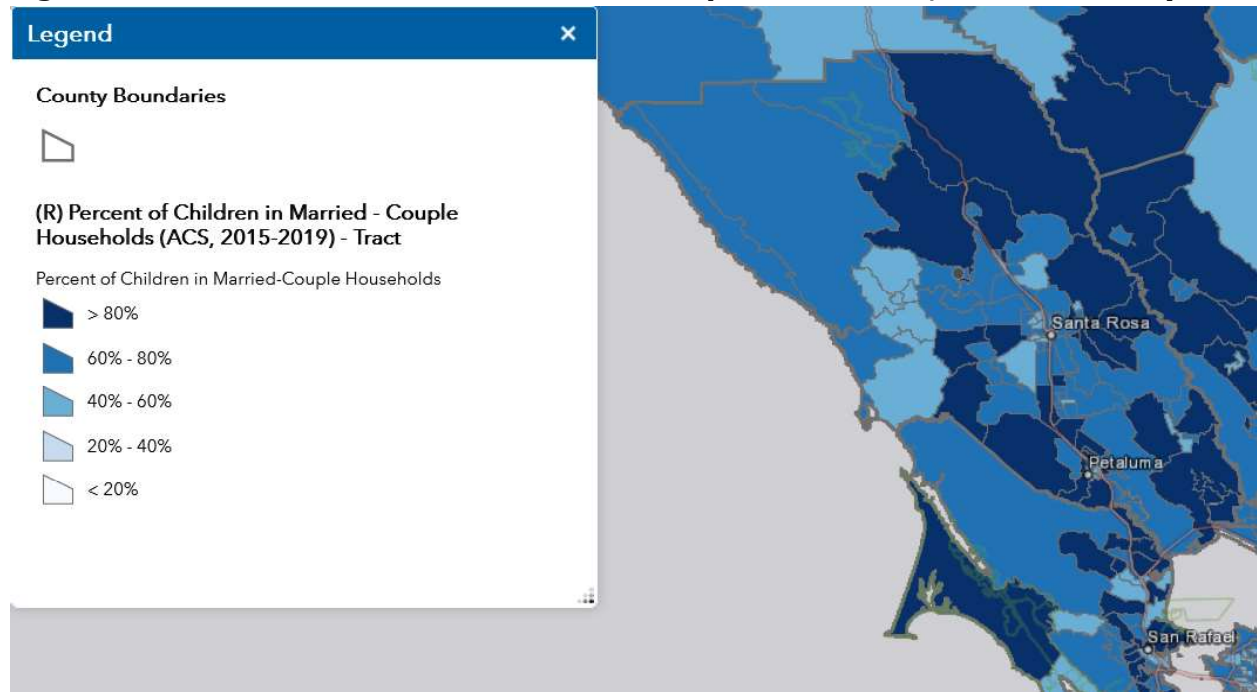 Legend
×
County Boundaries
(R) Percent of Children in Married - Couple
Households (ACS, 2015-2019) - Tract
Percent of Children in Married-Couple Households
> 80%
60% - 80%
40% - 60%
20% - 40%
< 20%
Santa Rosa
Petaluma
San Rafael